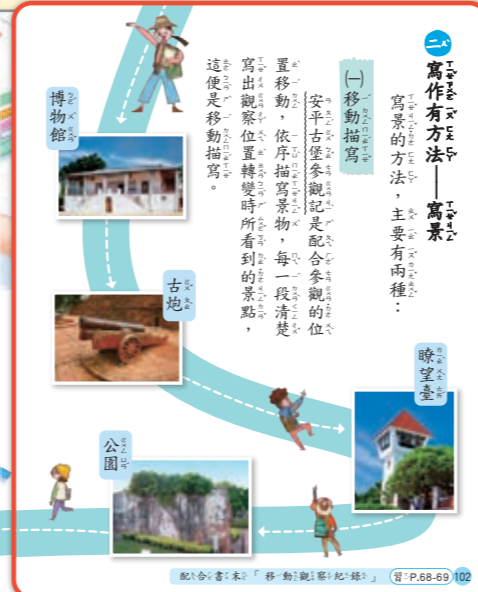 二 寫作有方法——寫景
寫景的方法，主要有兩種：
㈠移動描寫
安平古堡參觀記是配合參觀的位
置移動，依序描寫景物，每一段清楚
寫出觀察位置轉變時所看到的景點，
這便是移動描寫。
博物館
古炮
瞭望臺
公園
配合書末「移動觀察紀錄」 習P.68-69 102